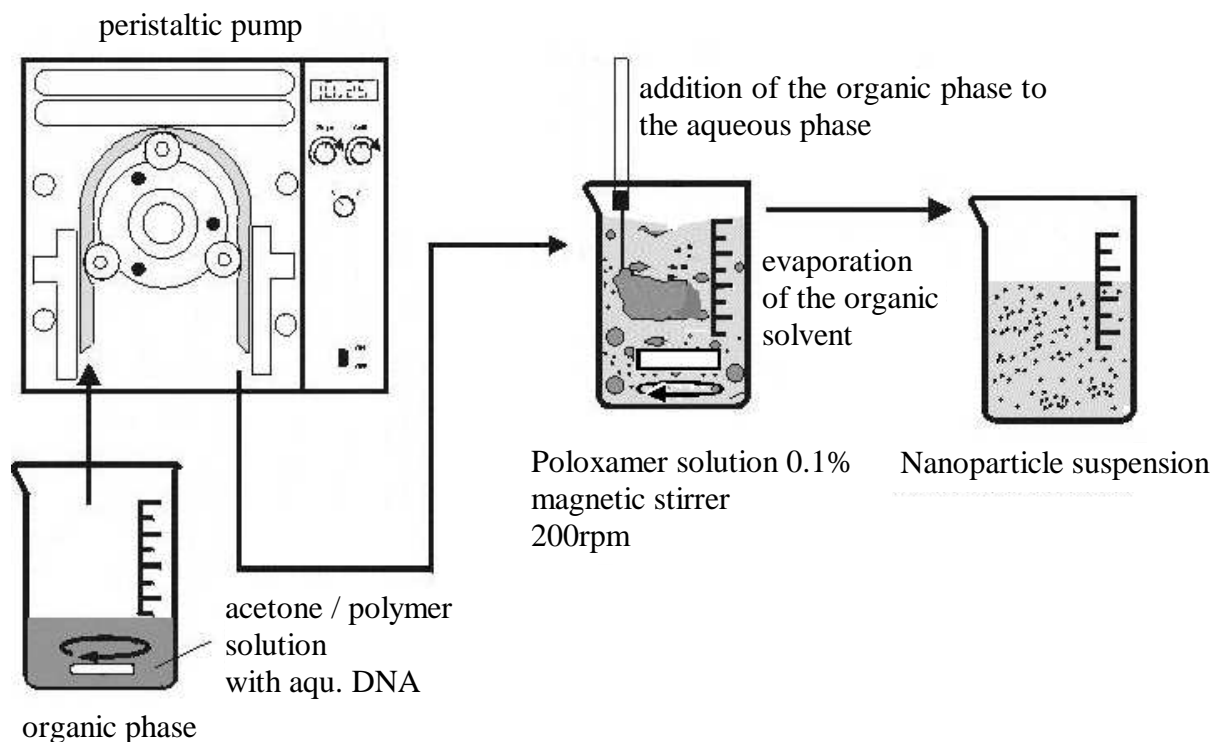 peristaltic pump
addition of the organic phase to
the aqueous phase
evaporation
of the organic
solvent
Poloxamer solution 0.1%
magnetic stirrer
200rpm
Nanoparticle suspension
acetone / polymer
solution
with aqu. DNA
organic phase